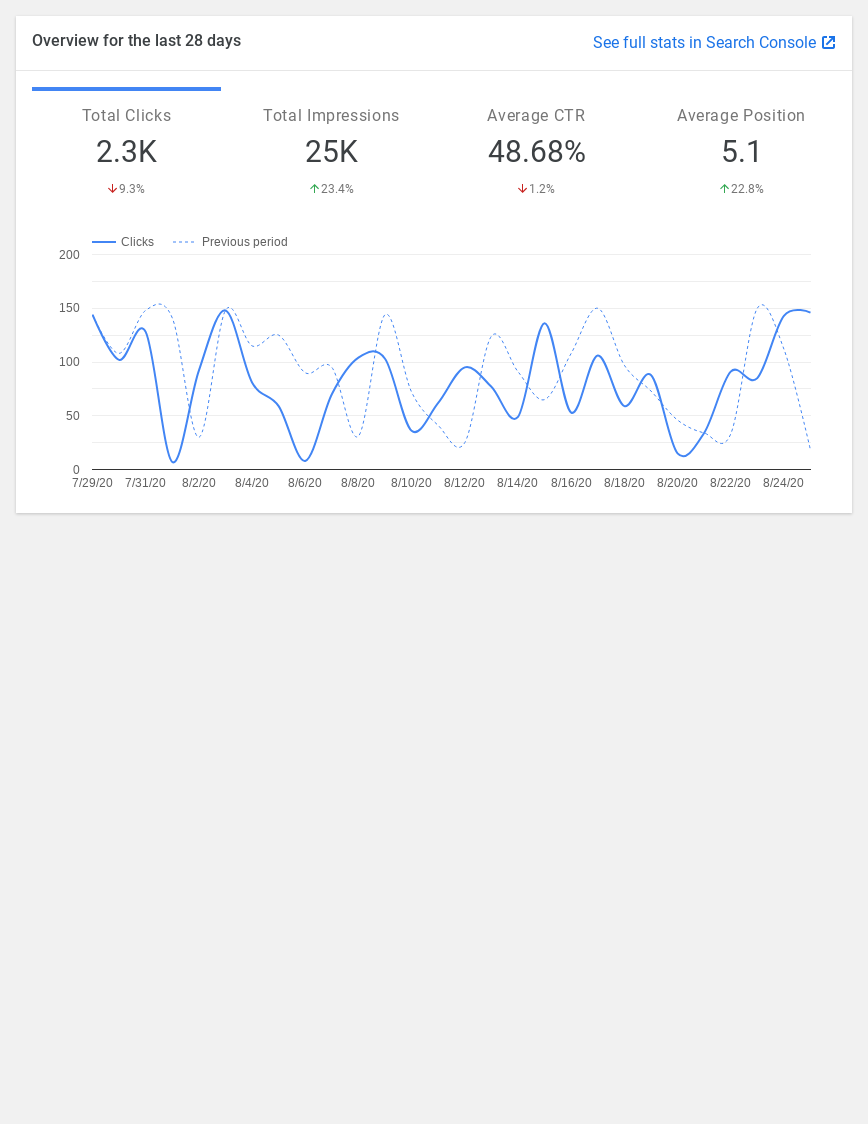 Overview for the last 28 days
See full stats in Search Console
Total Clicks
2.3K
9.3%
Total Impressions
25K
23.4%
Average CTR
48.68%
1.2%
Average Position
5.1
22.8%
Clicks
Previous period
200
150
100
50
0
7/29/20 7/31/20 8/2/20 8/4/20 8/6/20 8/8/20 8/10/20 8/12/20 8/14/20 8/16/20 8/18/20 8/20/20 8/22/20 8/24/20